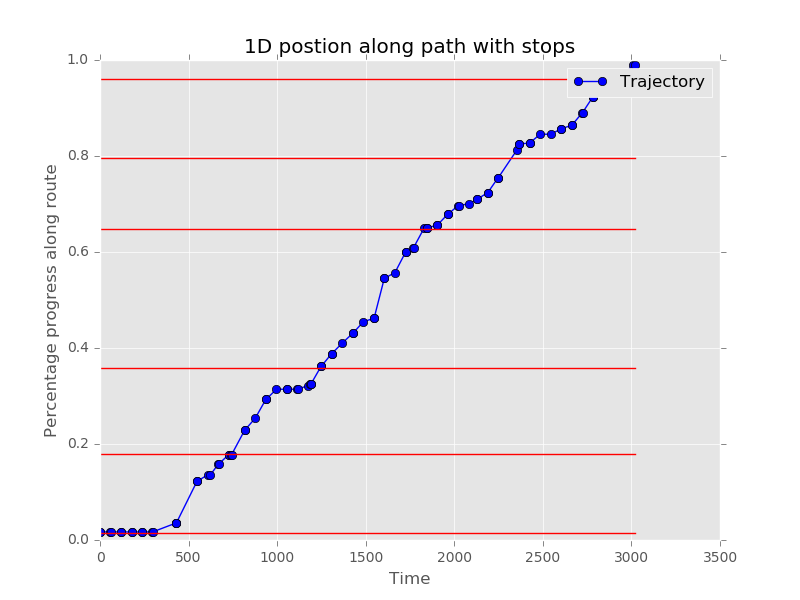 1D postion along path with stops
Trajectory
Percentage progress along route
1.0
0.8
0.6
0.4
0.2
0.0
0 500 1000 1500 2000 2500 3000 3500
Time